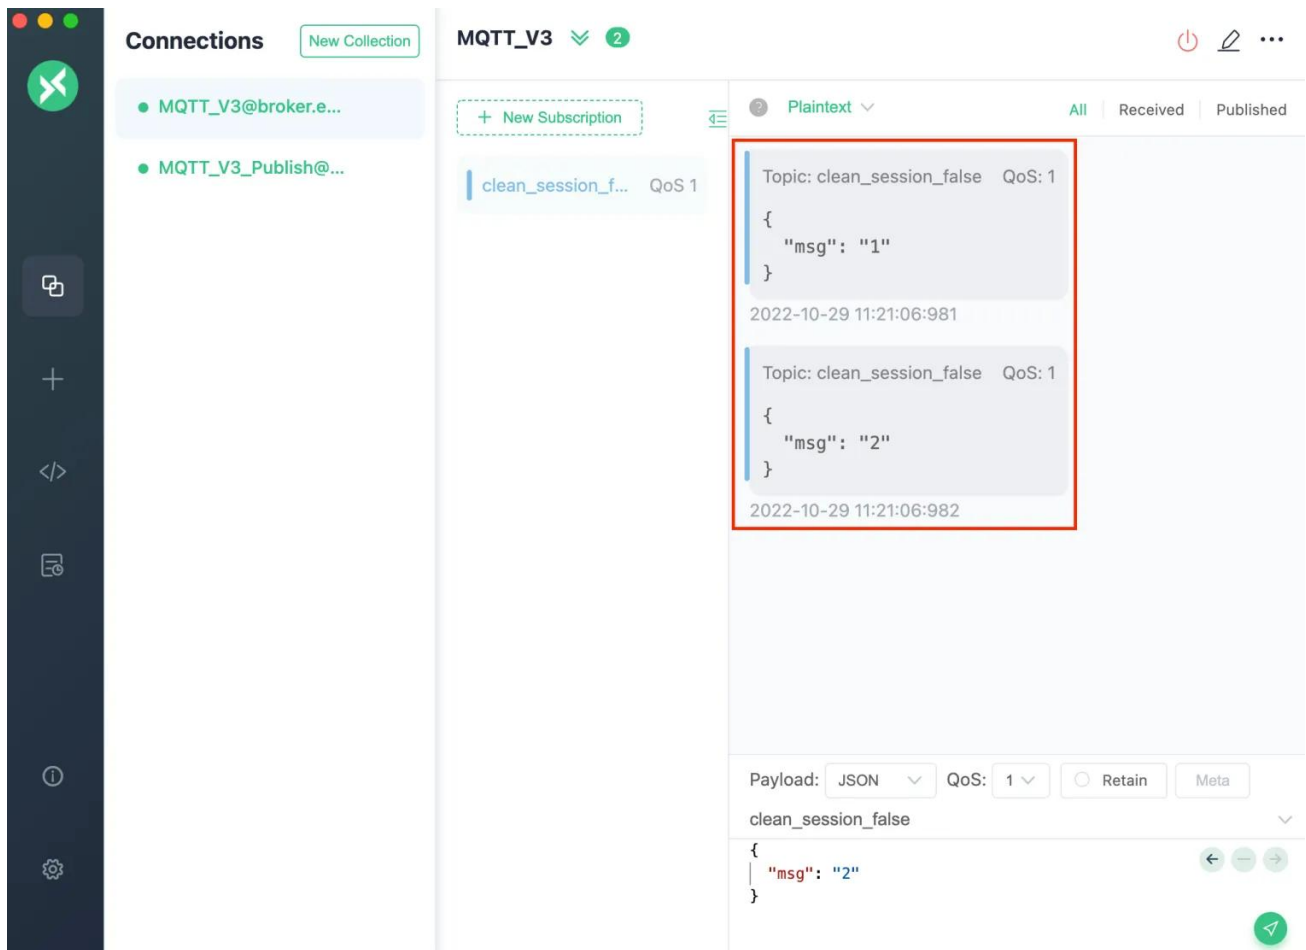 Connections
New Collection
MQTT_V3@broker.e...
MQTT_V3_Publish@...
MQTT_V3 2
+ New Subscription
clean_session_f... QoS 1
Plaintext
All Received Published
Topic: clean_session_false QoS: 1
{
"msg": "1"
}
2022-10-29 11:21:06:981
Topic: clean_session_false QoS: 1
{
"msg": "2"
}
2022-10-29 11:21:06:982
Payload: JSON QoS: 1 Retain Meta
clean_session_false
{
"msg": "2"
}